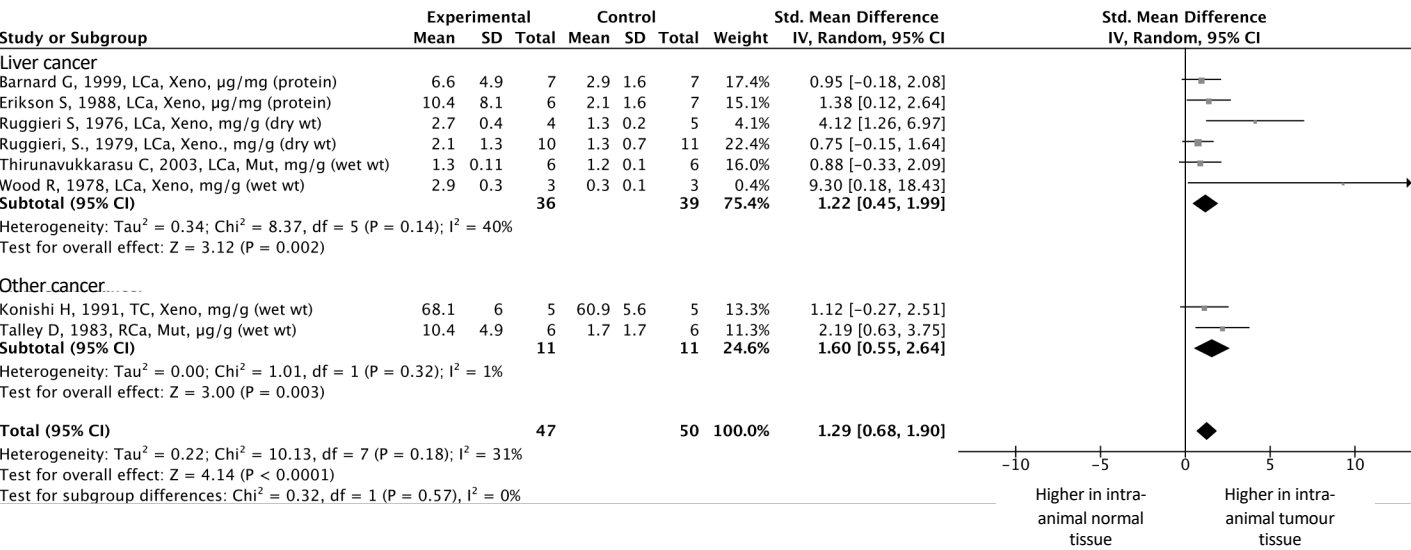 Experimental Control Std. Mean Difference Std. Mean Difference
Study or Subgroup Mean SD Total Mean SD Total Weight IV, Random, 95% CI IV, Random, 95% CI
Liver cancer
Barnard G, 1999, LCa, Xeno, µg/mg (protein) 6.6 4.9 7 2.9 1.6 7 17.4% 0.95 [-0.18, 2.08]
Erikson S, 1988, LCa, Xeno, µg/mg (protein) 10.4 8.1 6 2.1 1.6 7 15.1% 1.38 [0.12, 2.64]
Ruggieri S, 1976, LCa, Xeno, mg/g (dry wt) 2.7 0.4 4 1.3 0.2 5 4.1% 4.12 [1.26, 6.97]
Ruggieri, S., 1979, LCa, Xeno., mg/g (dry wt) 2.1 1.3 10 1.3 0.7 11 22.4% 0.75 [-0.15, 1.64]
Thirunavukkarasu C, 2003, LCa, Mut, mg/g (wet wt) 1.3 0.11 6 1.2 0.1 6 16.0% 0.88 [-0.33, 2.09]
Wood R, 1978, LCa, Xeno, mg/g (wet wt) 2.9 0.3 3 0.3 0.1 3 0.4% 9.30 [0.18, 18.43]
Subtotal (95% CI) 36 39 75.4% 1.22 [0.45, 1.99]
Heterogeneity: Tau² = 0.34; Chi² = 8.37, df = 5 (P = 0.14); I² = 40%
Test for overall effect: Z = 3.12 (P = 0.002)
Other cancer
Konishi H, 1991, TC, Xeno, mg/g (wet wt) 68.1 6 5 60.9 5.6 5 13.3% 1.12 [-0.27, 2.51]
Talley D, 1983, RCa, Mut, µg/g (wet wt) 10.4 4.9 6 1.7 1.7 6 11.3% 2.19 [0.63, 3.75]
Subtotal (95% CI) 11 11 24.6% 1.60 [0.55, 2.64]
Heterogeneity: Tau² = 0.00; Chi² = 1.01, df = 1 (P = 0.32); I² = 1%
Test for overall effect: Z = 3.00 (P = 0.003)
Total (95% CI) 47 50 100.0% 1.29 [0.68, 1.90]
Heterogeneity: Tau² = 0.22; Chi² = 10.13, df = 7 (P = 0.18); I² = 31%
Test for overall effect: Z = 4.14 (P < 0.0001)
Test for subgroup differences: Chi² = 0.32, df = 1 (P = 0.57), I² = 0%
-10 -5 0 5 10
Higher in intra-
animal normal
tissue
Higher in intra-
animal tumour
tissue